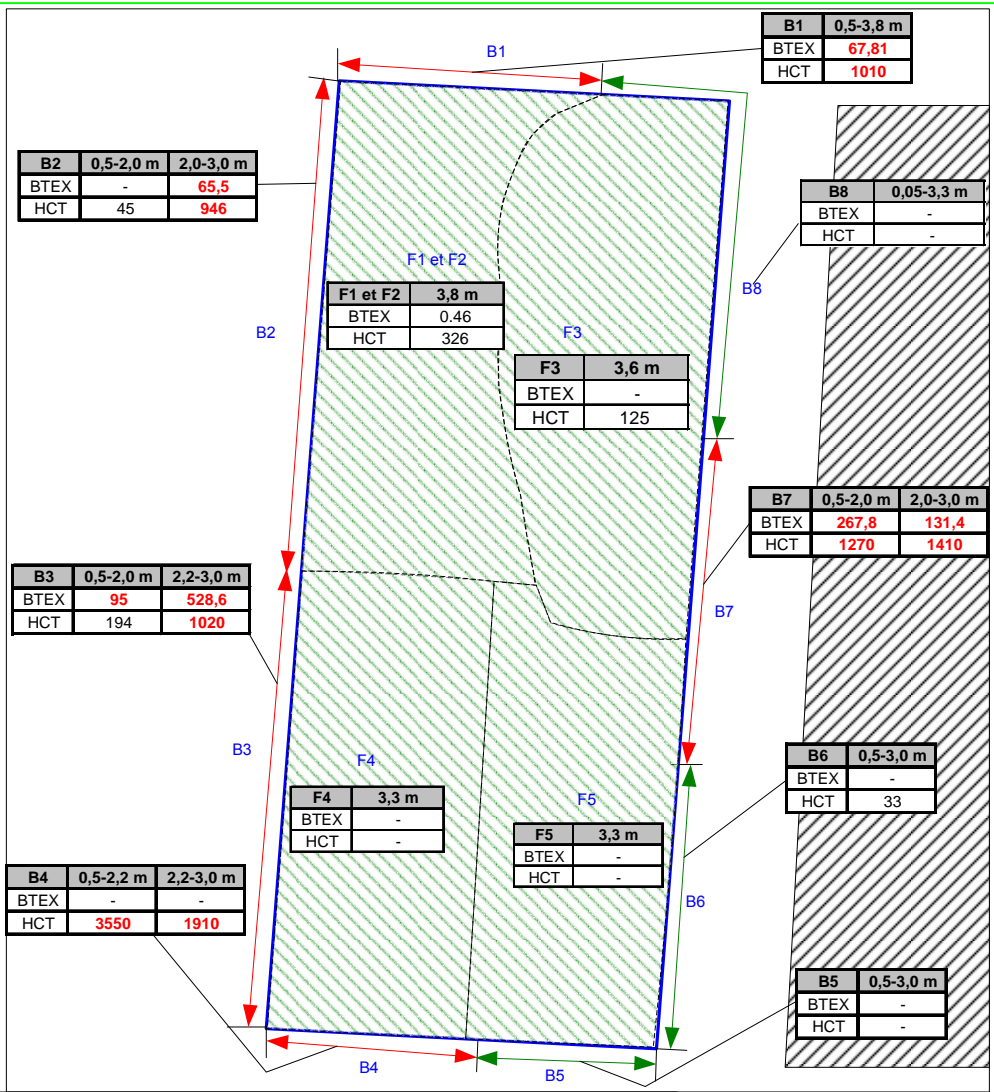 B1 0,5-3,8 m
BTEX 67,81
HCT 1010
B1
B2 0,5-2,0 m 2,0-3,0 m
BTEX - 65,5
HCT 45 946
B8 0,05-3,3 m
BTEX -
HCT -
F1 et F2
B8
F1 et F2 3,8 m
BTEX 0.46
HCT 326
B2
F3
F3 3,6 m
BTEX -
HCT 125
B7 0,5-2,0 m 2,0-3,0 m
BTEX 267,8 131,4
HCT 1270 1410
B3 0,5-2,0 m 2,2-3,0 m
BTEX 95 528,6
HCT 194 1020
B7
B3
F4
B6 0,5-3,0 m
BTEX -
HCT 33
F4 3,3 m
BTEX -
HCT -
F5
F5 3,3 m
BTEX -
HCT -
B4 0,5-2,2 m 2,2-3,0 m
BTEX - -
HCT 3550 1910
B6
B5 0,5-3,0 m
BTEX -
HCT -
B4
B5